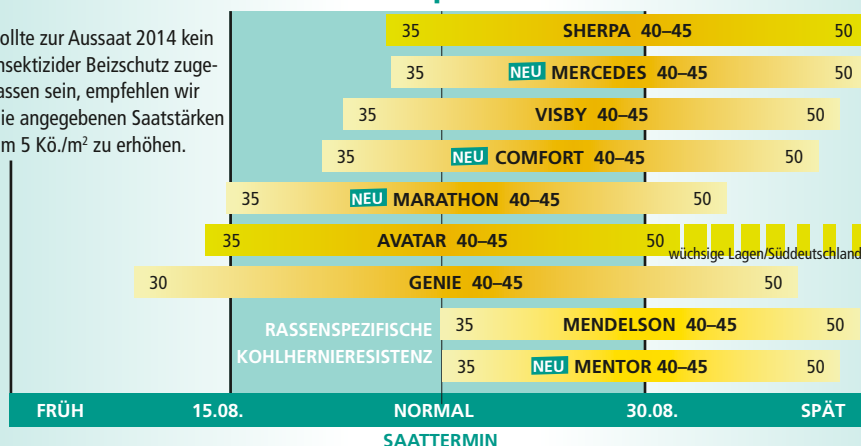 ollte zur Aussaat 2014 kein
nsektizider Beizschutz zuge-
assen sein, empfehlen wir
ie angegebenen Saatstärken
m 5 Kö./m² zu erhöhen.
35 SHERPA 40–45 50
35 NEU MERCEDES 40–45 50
35 VISBY 40–45 50
35 NEU COMFORT 40–45 50
35 NEU MARATHON 40–45 50
35 AVATAR 40–45 50
wüchsige Lagen/Süddeutschland
30 GENIE 40–45 50
RASSENSPEZIFISCHE
KOHLHERNIERESISTENZ
35 MENDELSON 40–45 50
35 NEU MENTOR 40–45 50
FRÜH 15.08. NORMAL 30.08. SPÄT
SAATTERMIN